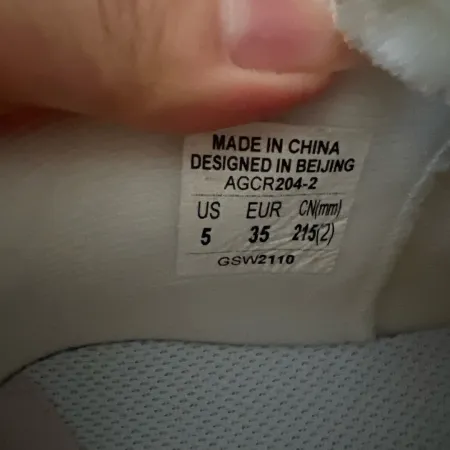 MADE IN CHINA
DESIGNED IN BEIJING
AGCR204-2
US EUR CN(mm)
5 35 215(2)
GSW2110